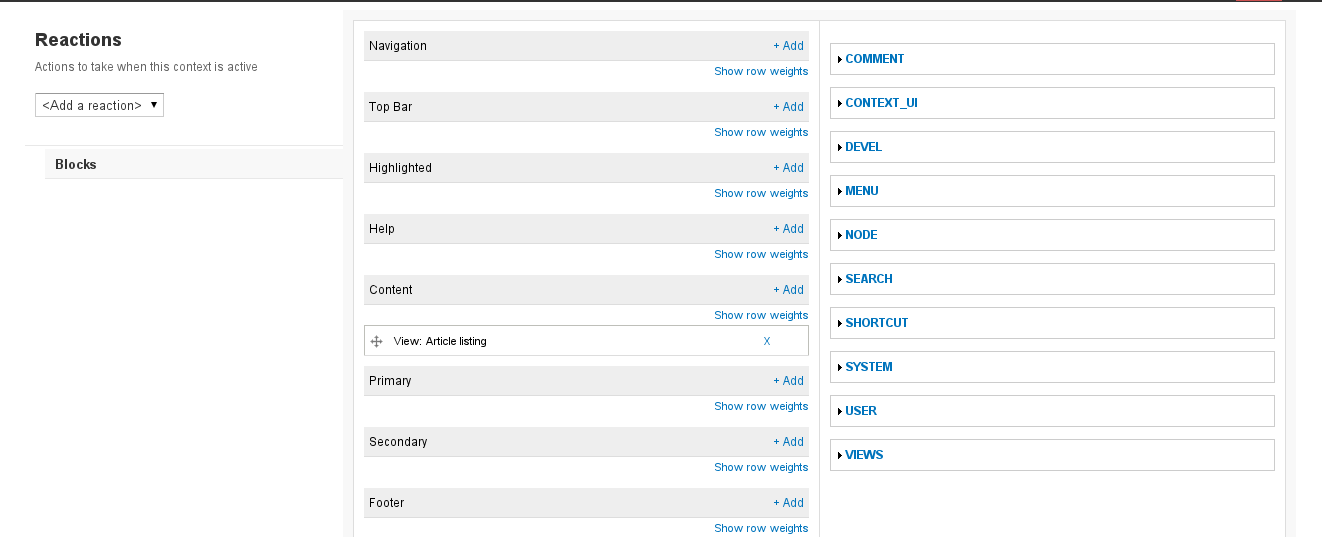 Reactions
Actions to take when this context is active
<Add a reaction>
Blocks
Navigation + Add
Show row weights
Top Bar + Add
Show row weights
Highlighted + Add
Show row weights
Help + Add
Show row weights
Content + Add
Show row weights
View: Article listing X
Primary + Add
Show row weights
Secondary + Add
Show row weights
Footer + Add
Show row weights
COMMENT
CONTEXT_UI
DEVEL
MENU
NODE
SEARCH
SHORTCUT
SYSTEM
USER
VIEWS